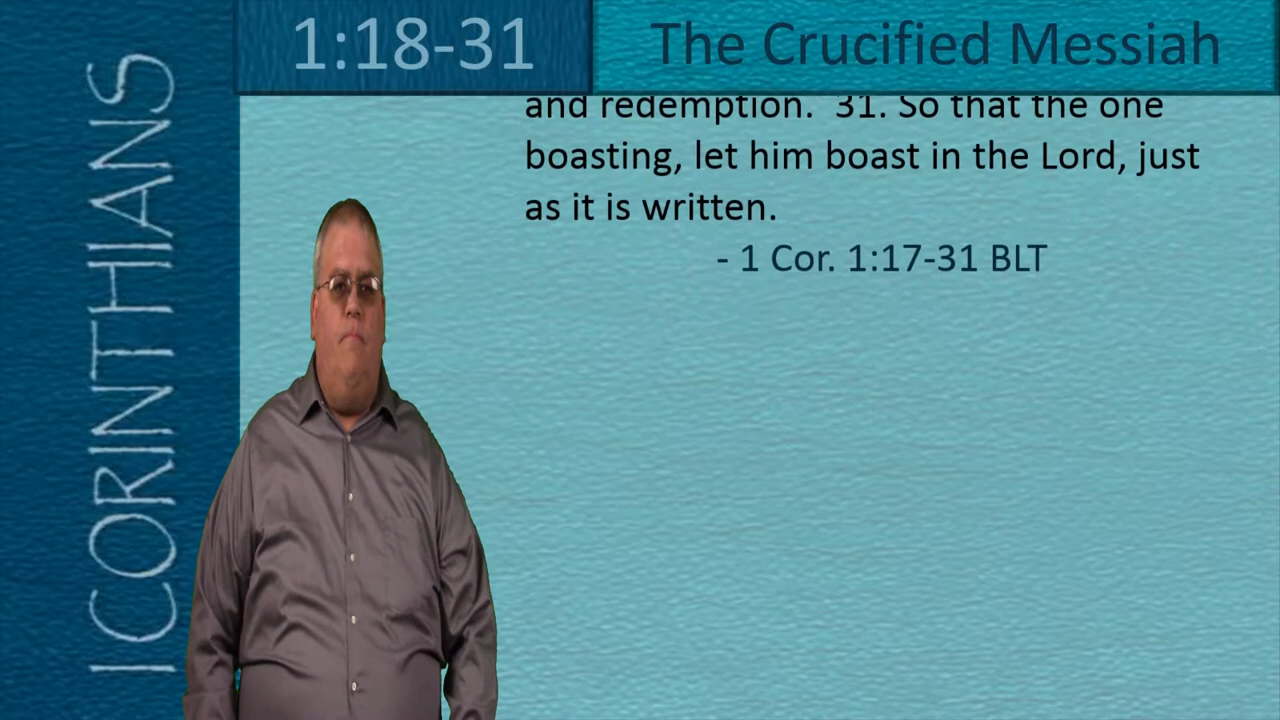 I CORINTHIANS
1:18-31
The Crucified Messiah
and redemption. 31. So that the one
boasting, let him boast in the Lord, just
as it is written.
- 1 Cor. 1:17-31 BLT